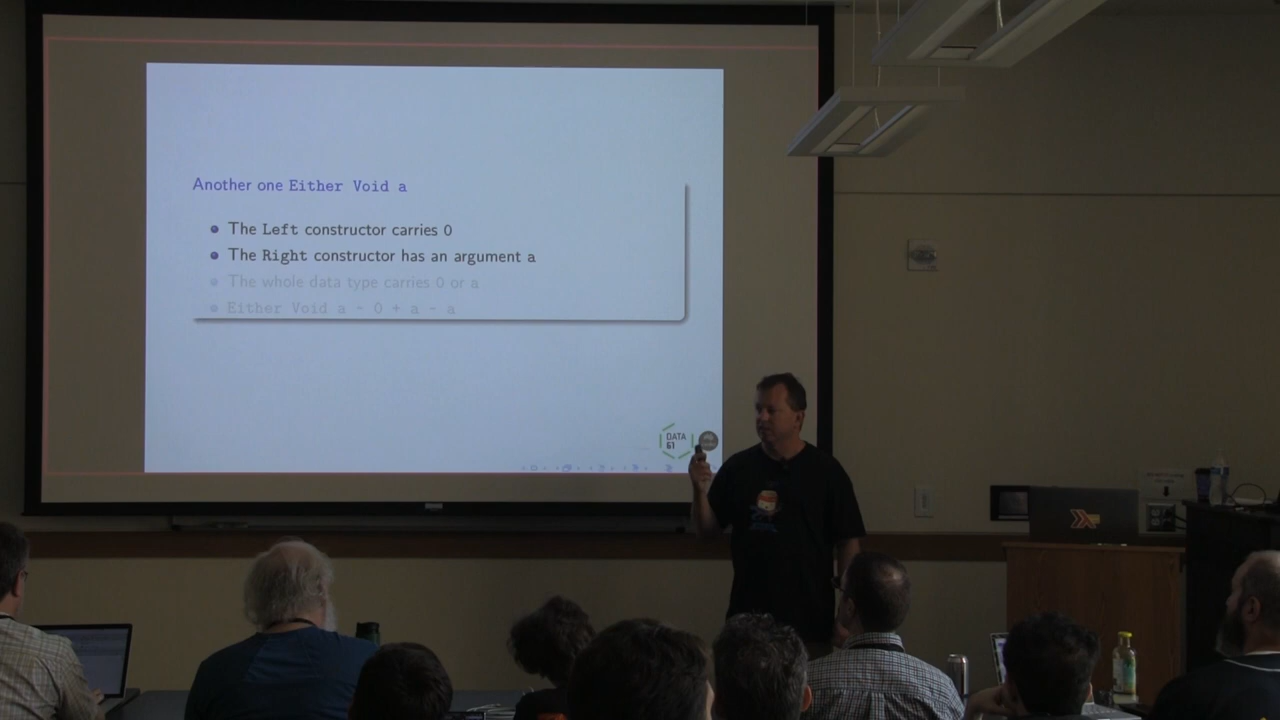 Another one Either Void a
The Left constructor carries 0
The Right constructor has an argument a
The whole data type carries 0 or a
Either Void a - 0 + a - a
DATA
61